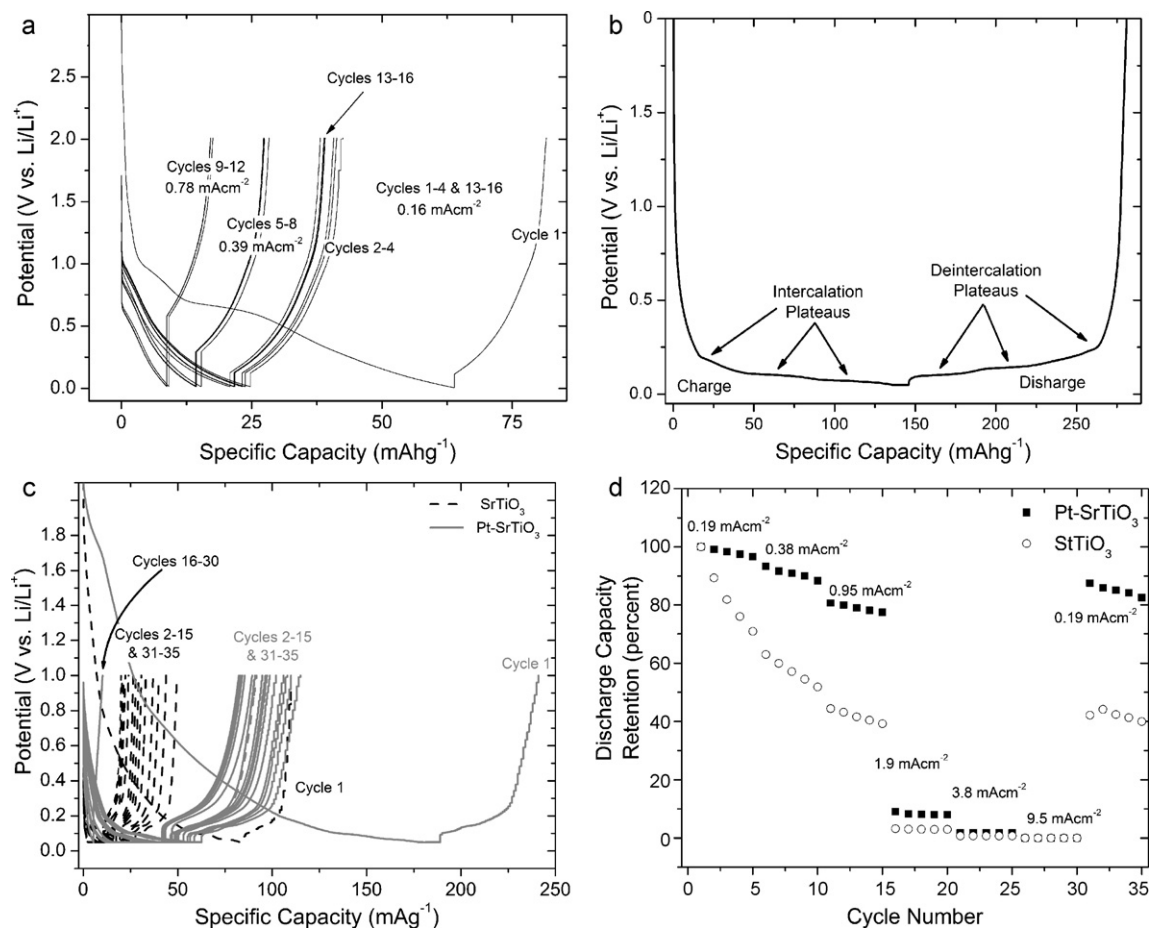 a
Potential (V vs. Li/Li⁺)
2.5
2.0
1.5
1.0
0.5
0.0
Cycles 13-16
Cycles 9-12
0.78 mAcm⁻²
Cycles 5-8
0.39 mAcm⁻²
Cycles 1-4 & 13-16
0.16 mAcm⁻²
Cycles 2-4
Cycle 1
0 25 50 75
Specific Capacity (mAhg⁻¹)
b
Potential (V vs. Li/Li⁺)
0
1
0
0.5
0.0
Intercalation
Plateaus
Deintercalation
Plateaus
Charge
Disharge
0 50 100 150 200 250
Specific Capacity (mAhg⁻¹)
c
Potential (V vs. Li/Li⁺)
1.8
1.6
1.4
1.2
1.0
0.8
0.6
0.4
0.2
0.0
SrTiO₃
Pt-SrTiO₃
Cycles 16-30
Cycles 2-15
& 31-35
Cycles 2-15
& 31-35
Cycle 1
Cycle 1
0 50 100 150 200 250
Specific Capacity (mAg⁻¹)
d
Discharge Capacity
Retention (percent)
120
100
80
60
40
20
0
Pt-SrTiO₃
StTiO₃
0.19 mAcm⁻²
0.38 mAcm⁻²
0.95 mAcm⁻²
1.9 mAcm⁻²
3.8 mAcm⁻²
9.5 mAcm⁻²
0.19 mAcm⁻²
0 5 10 15 20 25 30 35
Cycle Number